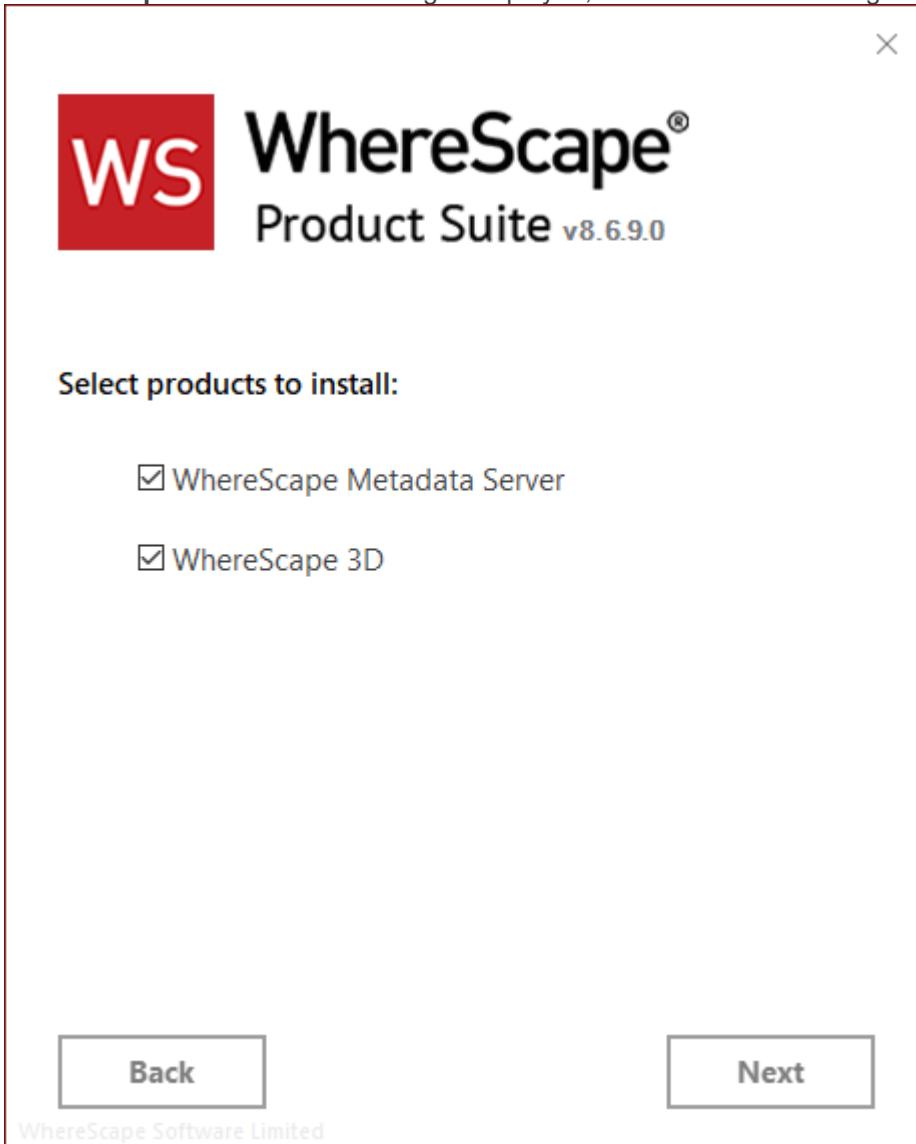 WS WhereScape®
Product Suite v8.6.9.0
Select products to install:
WhereScape Metadata Server
WhereScape 3D
Back Next
WhereScape Software Limited